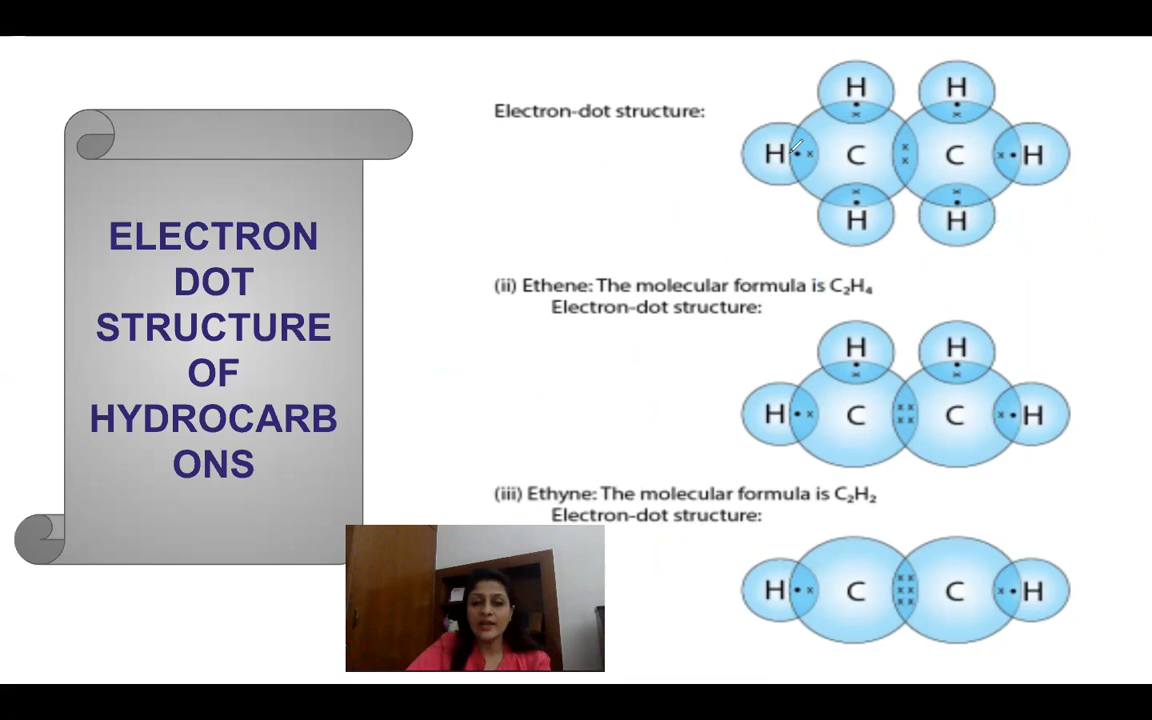 ELECTRON
DOT
STRUCTURE
OF
HYDROCARB
ONS
Electron-dot structure:
H H
H C C H
H H
(ii) Ethene: The molecular formula is C₂H₄
Electron-dot structure:
H H
H C C H
(iii) Ethyne: The molecular formula is C₂H₂
Electron-dot structure:
H C C H